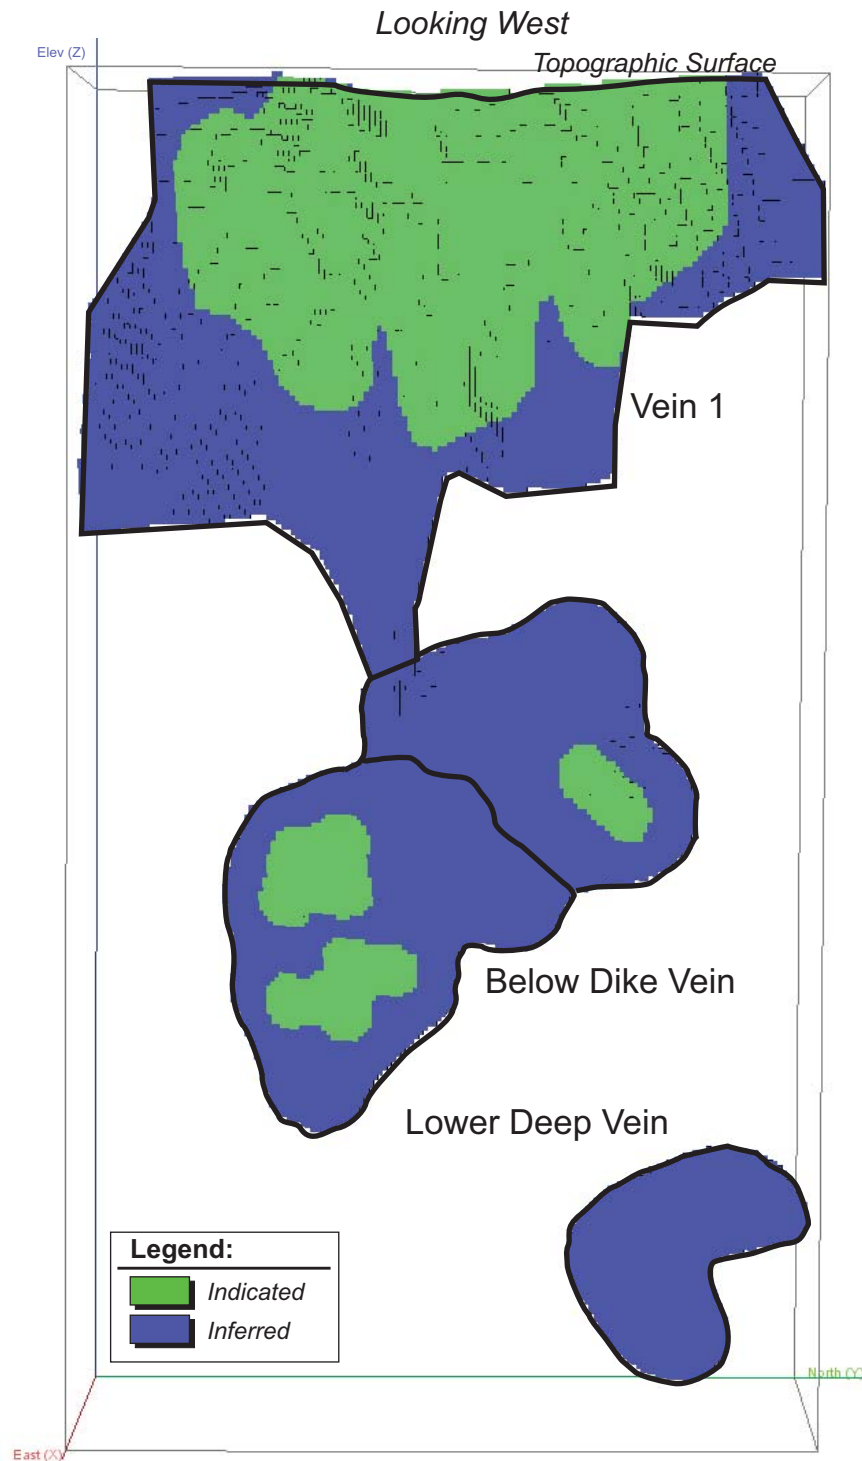 Looking West
Elev (Z)
Topographic Surface
Vein 1
Below Dike Vein
Lower Deep Vein
Legend:
Indicated
Inferred
North (Y)
East (X)